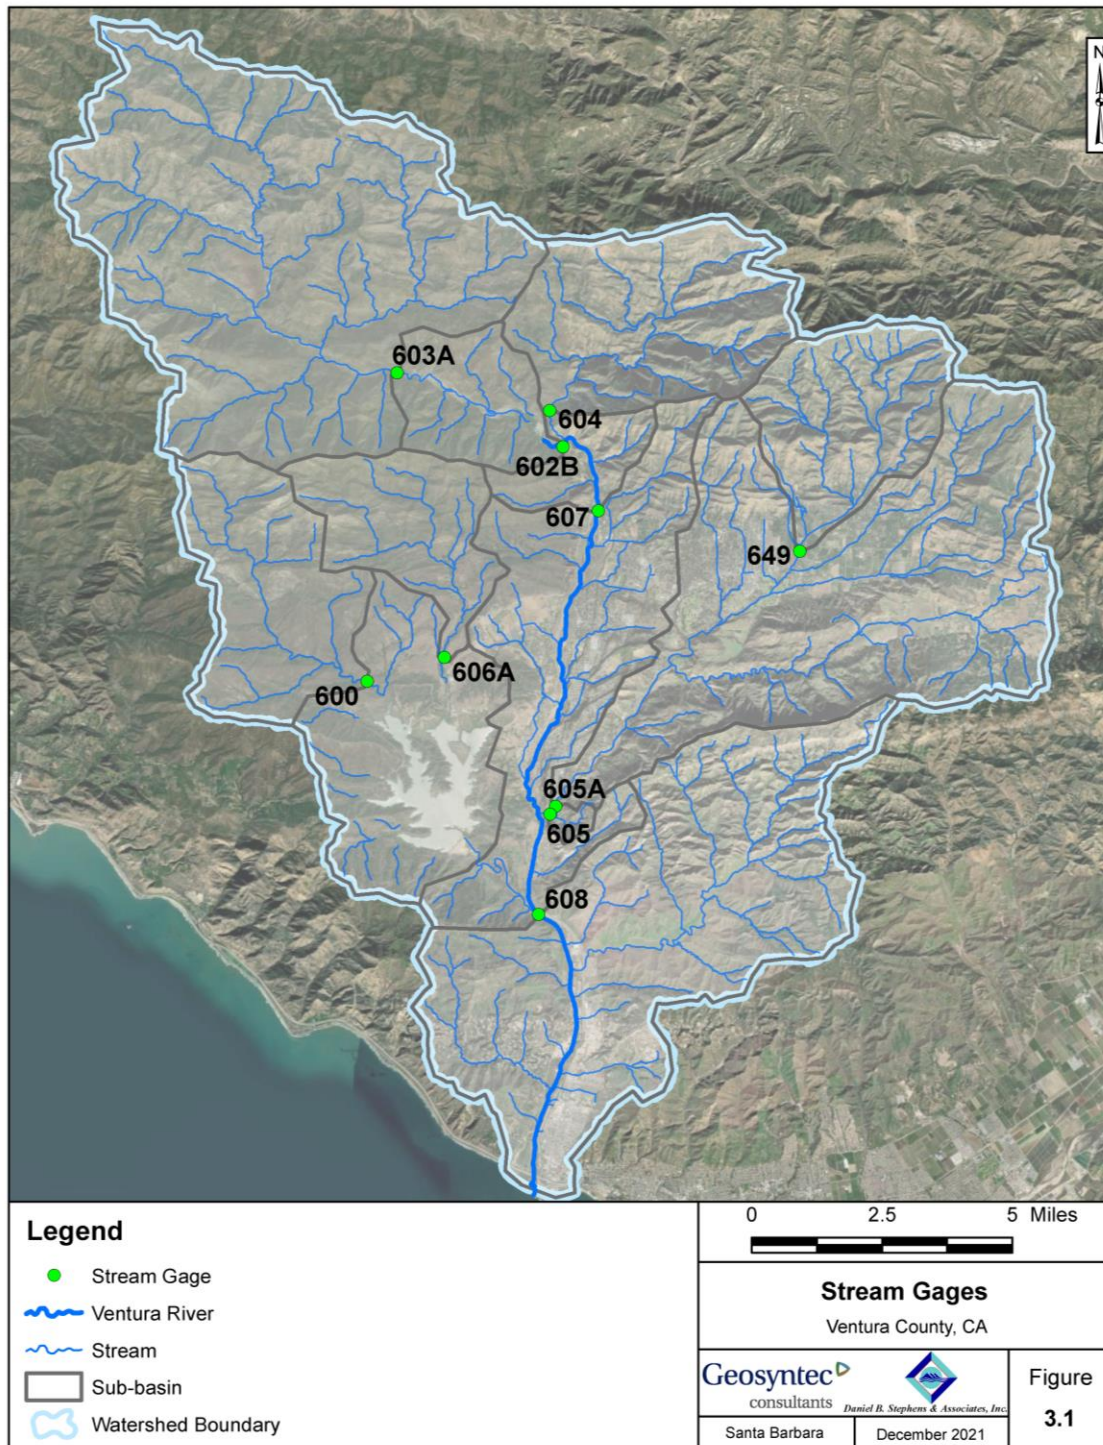 N
603A
604
602B
607
649
606A
600
605A
605
608
Legend
Stream Gage
Ventura River
Stream
Sub-basin
Watershed Boundary
0 2.5 5 Miles
Stream Gages
Ventura County, CA
Geosyntec
consultants
Daniel B. Stephens & Associates, Inc.
Santa Barbara
December 2021
Figure
3.1